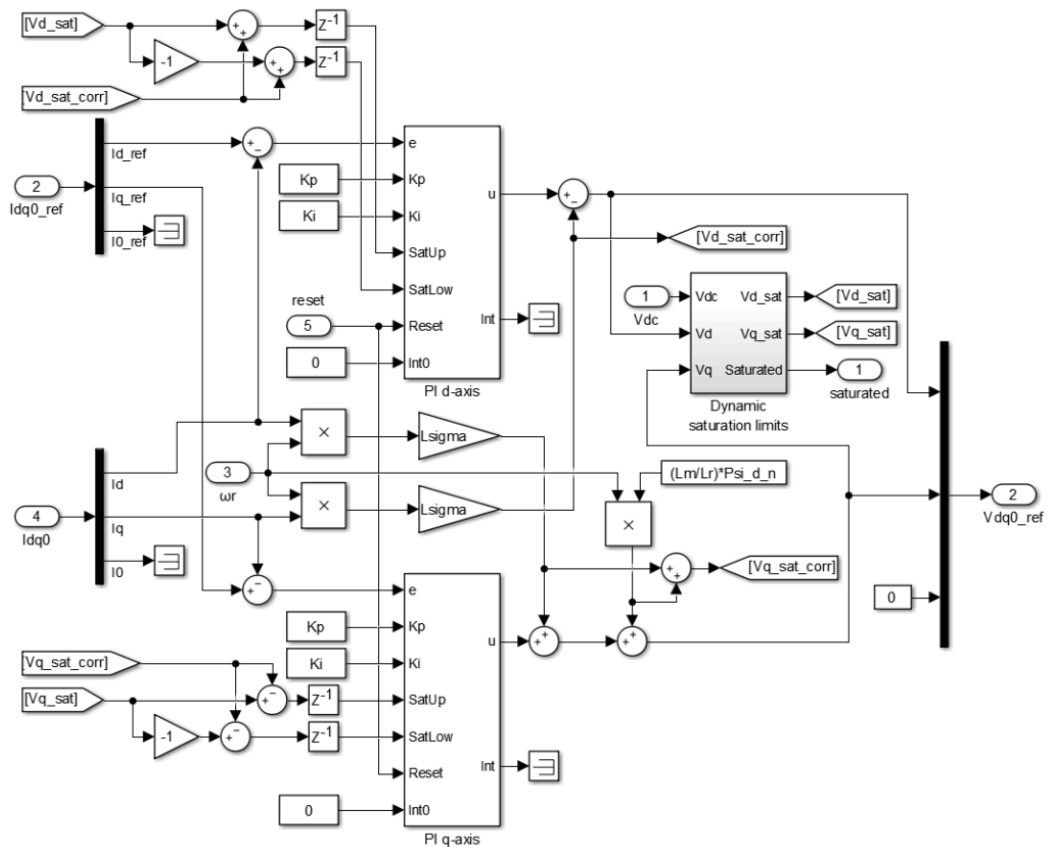 [Vd_sat]
+
+
Z-1
-1
+
+
Z-1
[Vd_sat_corr]
2
Idq0_ref
Id_ref
Iq_ref
I0_ref
+
−
Kp
Ki
reset
5
0
e
Kp
Ki
SatUp
SatLow
Reset
Int0
u
Int
PI d-axis
+
−
[Vd_sat_corr]
1
Vdc
Vdc
Vd
Vq
Vd_sat
Vq_sat
Saturated
Dynamic
saturation limits
[Vd_sat]
[Vq_sat]
1
saturated
×
Lsigma
3
ωr
×
Lsigma
(Lm/Lr)*Psi_d_n
×
4
Idq0
Id
Iq
I0
+
−
+
+
[Vq_sat_corr]
2
Vdq0_ref
0
Kp
Ki
e
Kp
Ki
SatUp
SatLow
Reset
Int0
u
Int
PI q-axis
+
+
+
+
[Vq_sat_corr]
[Vq_sat]
+
−
Z-1
-1
+
−
Z-1
0